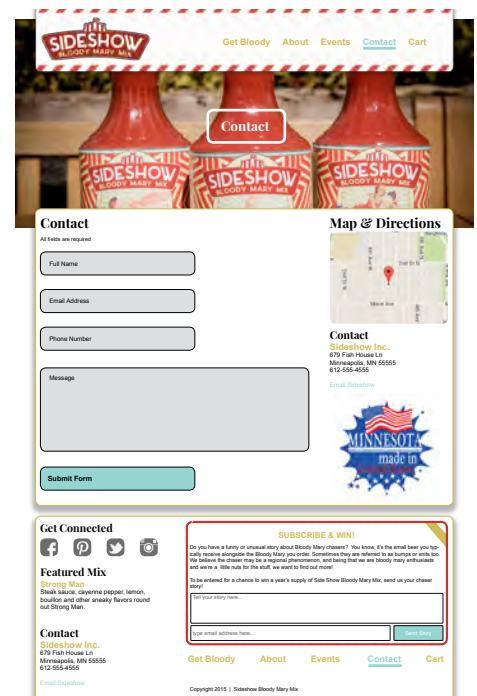 SIDESHOW
BLOODY MARY MIX
Get Bloody About Events Contact Cart
Contact
SIDESHOW
BLOODY MARY MIX
SIDESHOW
BLOODY MARY MIX
SIDESHOW
BLOODY MARY MIX
Contact
All fields are required
Full Name
Email Address
Phone Number
Message
Submit Form
Map & Directions
2nd St N
Contact
Sideshow Inc.
679 Fish House Ln
Minneapolis, MN 55555
612-555-4555
Email Sideshow
MINNESOTA
made in
Get Connected
Featured Mix
Strong Man
Steak sauce, cayenne pepper, lemon,
bouillon and other sneaky flavors round
out Strong Man.
Contact
Sideshow Inc.
679 Fish House Ln
Minneapolis, MN 55555
612-555-4555
Email Sideshow
SUBSCRIBE & WIN!
Do you have a funny or unusual story about Bloody Mary chasers? You know, it's the small beer you typ-
ically receive alongside the Bloody Mary you order. Sometimes they are referred to as bumps or snits too.
We believe the chaser may be a regional phenomenon, and being that we are bloody mary enthusiasts
and we're a little nuts for the stuff, we want to find out more!
To be entered for a chance to win a year's supply of Side Show Bloody Mary Mix, send us your chaser
story!
Tell your story here...
type email address here...
Send Story
Get Bloody About Events Contact Cart
Copyright 2015 | Sideshow Bloody Mary Mix